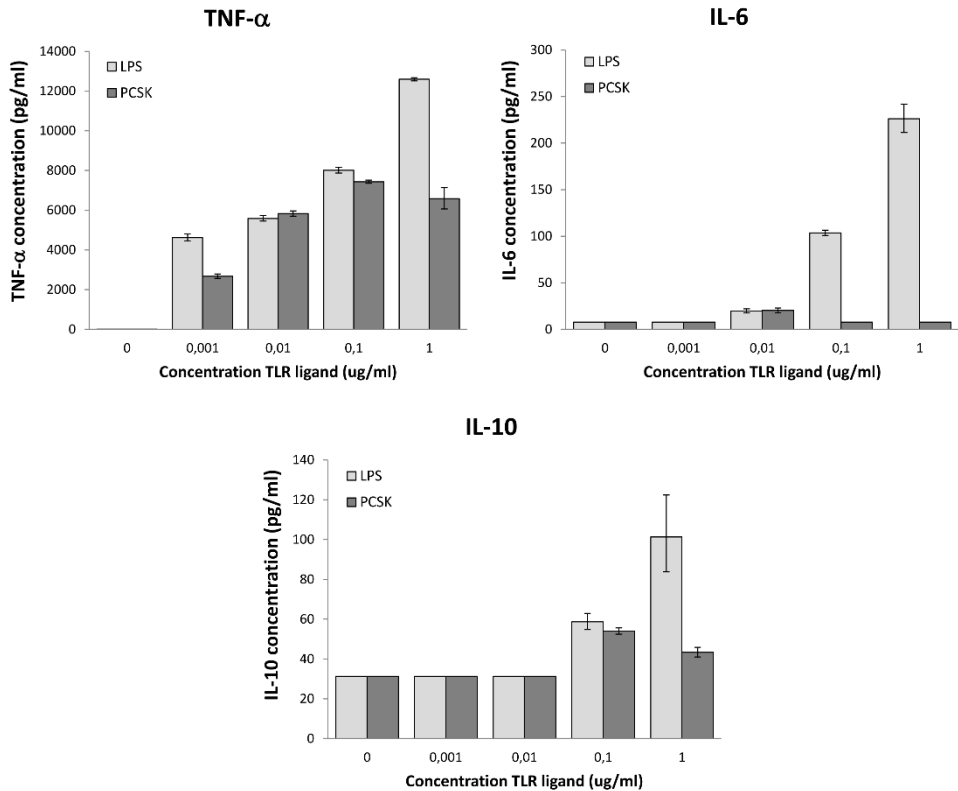 TNF-α
TNF-α concentration (pg/ml)
14000
12000
10000
8000
6000
4000
2000
0
LPS
PCSK
0 0,001 0,01 0,1 1
Concentration TLR ligand (ug/ml)
IL-6
IL-6 concentration (pg/ml)
300
250
200
150
100
50
0
LPS
PCSK
0 0,001 0,01 0,1 1
Concentration TLR ligand (ug/ml)
IL-10
IL-10 concentration (pg/ml)
140
120
100
80
60
40
20
0
LPS
PCSK
0 0,001 0,01 0,1 1
Concentration TLR ligand (ug/ml)